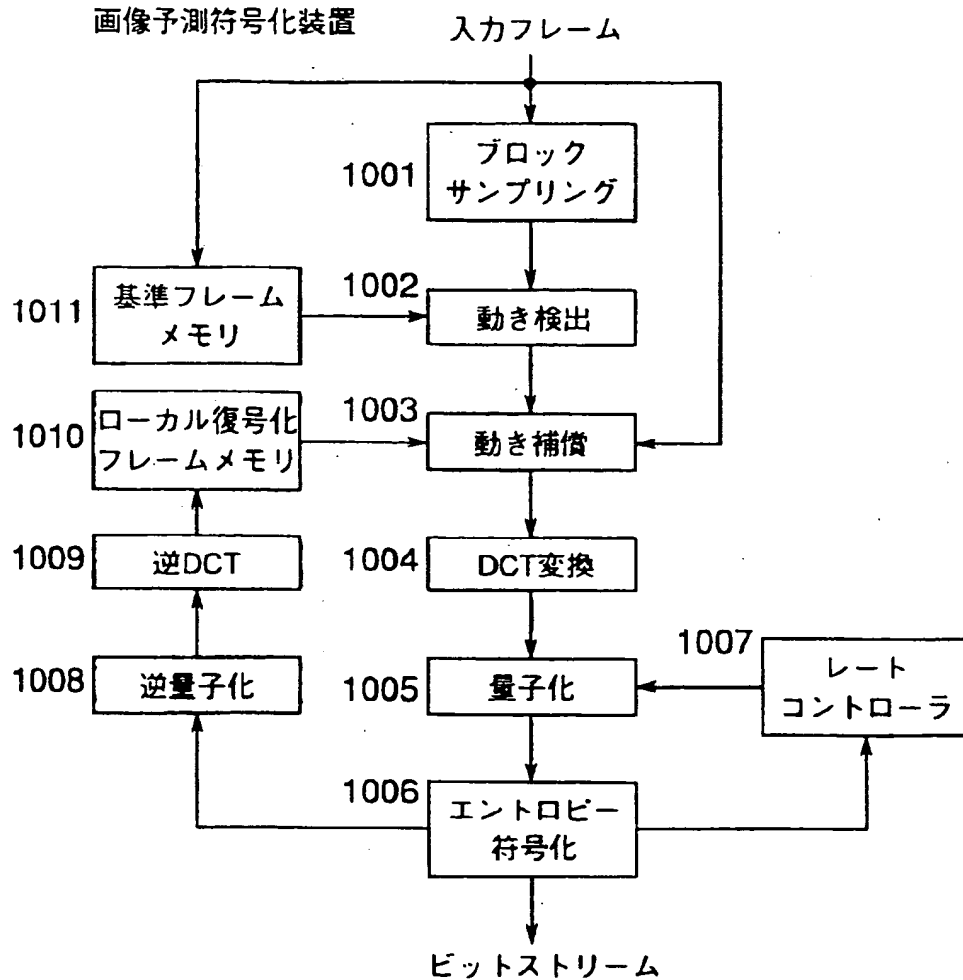 画像予測符号化装置
入力フレーム
1001
ブロック
サンプリング
1011
基準フレーム
メモリ
1002
動き検出
1010
ローカル復号化
フレームメモリ
1003
動き補償
1009
逆DCT
1004
DCT変換
1008
逆量子化
1005
量子化
1007
レート
コントローラ
1006
エントロピー
符号化
ビットストリーム